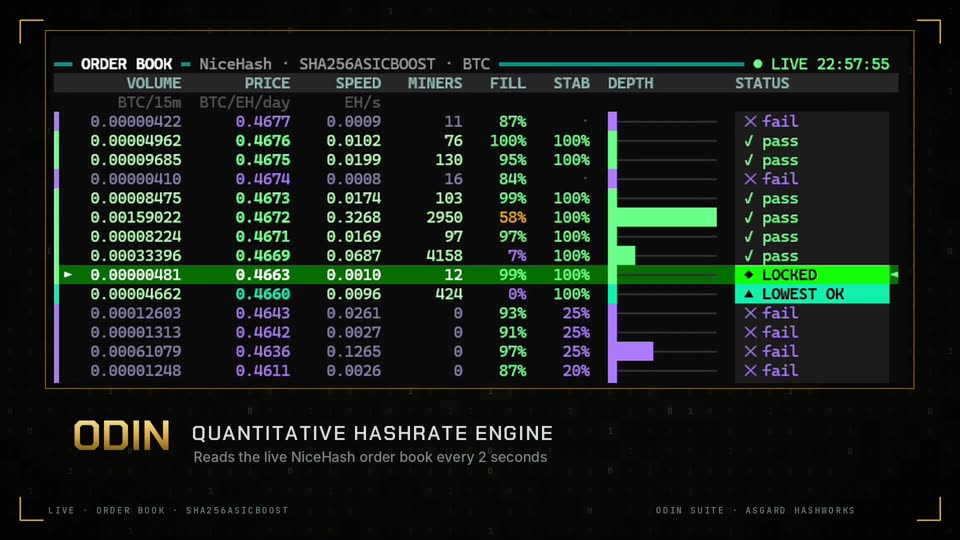 ORDER BOOK NiceHash · SHA256ASICBOOST · BTC ● LIVE 22:57:55
VOLUME PRICE SPEED MINERS FILL STAB DEPTH STATUS
BTC/15m BTC/EH/day EH/s
0.00000422 0.4677 0.0009 11 87% · ✕ fail
0.00004962 0.4676 0.0102 76 100% 100% ✓ pass
0.00009685 0.4675 0.0199 130 95% 100% ✓ pass
0.00000410 0.4674 0.0008 16 84% · ✕ fail
0.00008475 0.4673 0.0174 103 99% 100% ✓ pass
0.00159022 0.4672 0.3268 2950 58% 100% ✓ pass
0.00008224 0.4671 0.0169 97 97% 100% ✓ pass
0.00033396 0.4669 0.0687 4158 7% 100% ✓ pass
► 0.00000481 0.4663 0.0010 12 99% 100% ◆ LOCKED ◄
0.00004662 0.4660 0.0096 424 0% 100% ▲ LOWEST OK
0.00012603 0.4643 0.0261 0 93% 25% ✕ fail
0.00001313 0.4642 0.0027 0 91% 25% ✕ fail
0.00061079 0.4636 0.1265 0 97% 25% ✕ fail
0.00001248 0.4611 0.0026 0 87% 20% ✕ fail
ODIN QUANTITATIVE HASHRATE ENGINE
Reads the live NiceHash order book every 2 seconds
LIVE · ORDER BOOK · SHA256ASICBOOST ODIN SUITE · ASGARD HASHWORKS